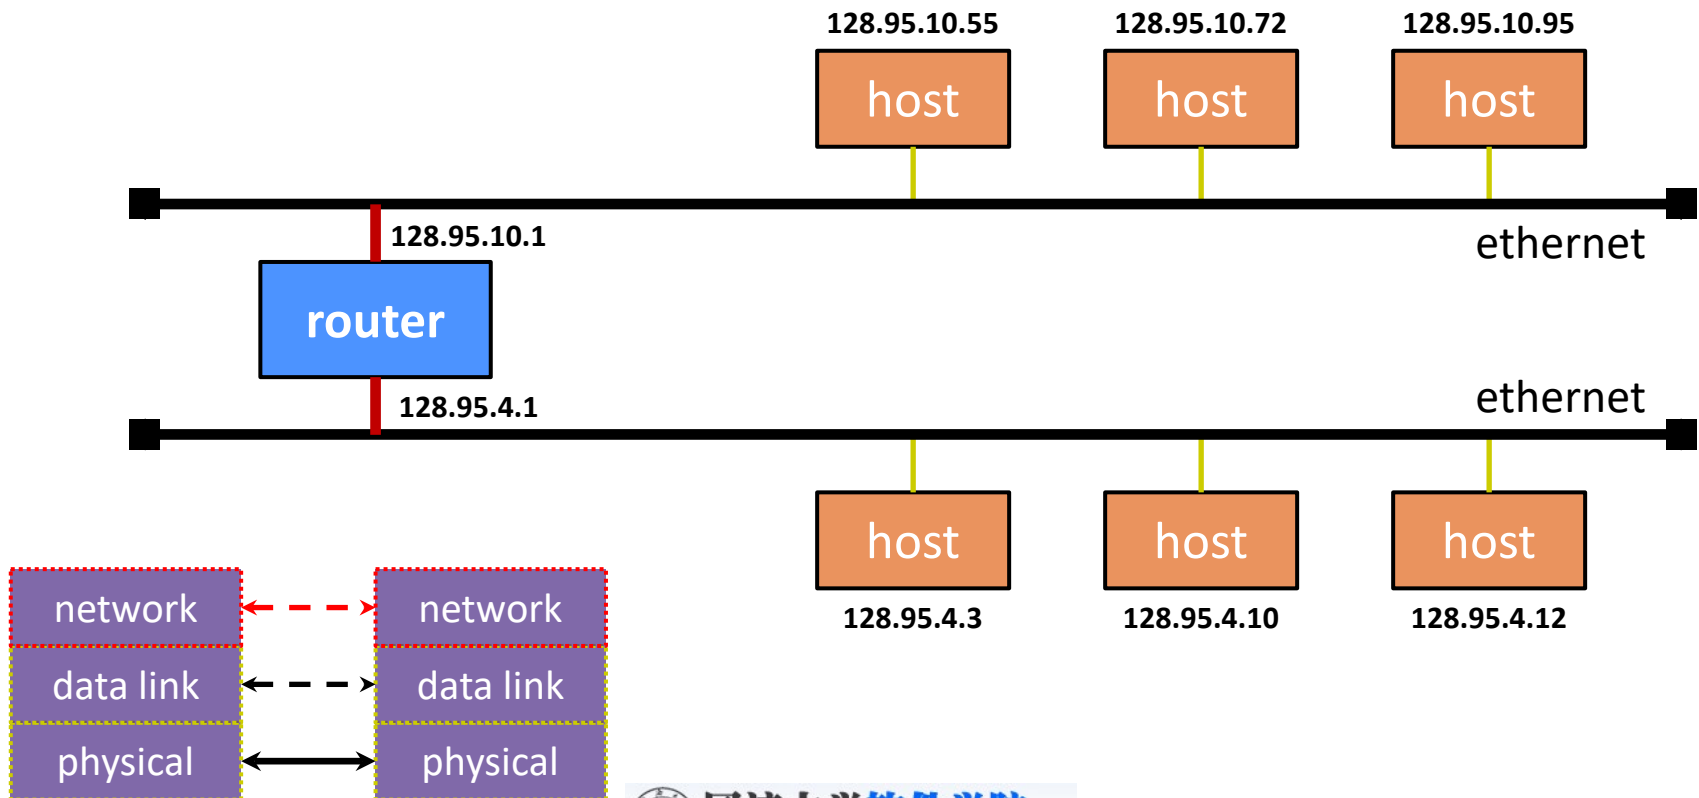 128.95.10.55 128.95.10.72 128.95.10.95
host host host
128.95.10.1
ethernet
router
ethernet
128.95.4.1
host host host
128.95.4.3 128.95.4.10 128.95.4.12
network network
data link data link
physical physical